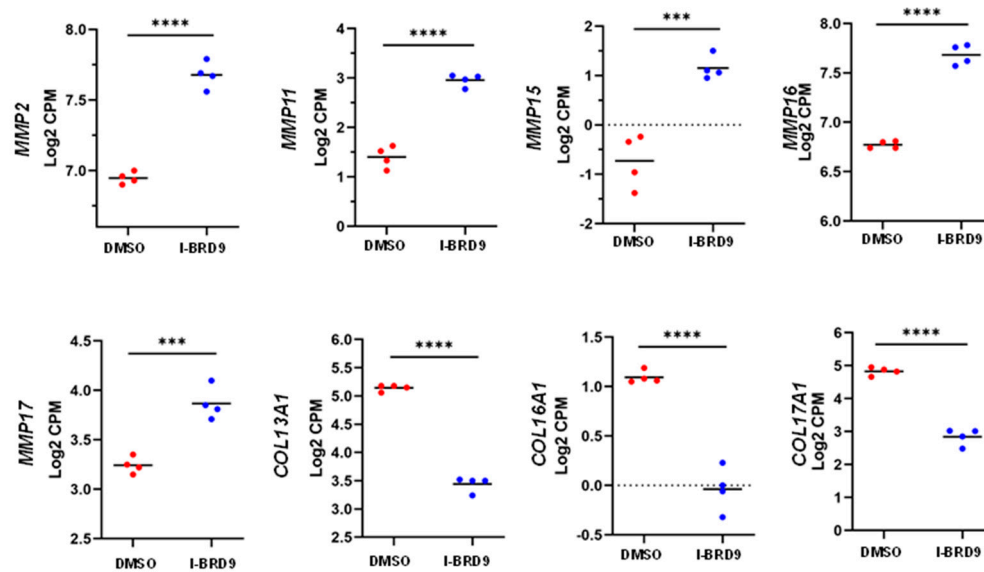 ****
MMP2
Log2 CPM
8.0
7.5
7.0
DMSO
I-BRD9
****
MMP11
Log2 CPM
4
3
2
1
0
DMSO
I-BRD9
***
MMP15
Log2 CPM
2
1
0
-1
-2
DMSO
I-BRD9
****
MMP16
Log2 CPM
8.0
7.5
7.0
6.5
6.0
DMSO
I-BRD9
***
MMP17
Log2 CPM
4.5
4.0
3.5
3.0
2.5
DMSO
I-BRD9
****
COL13A1
Log2 CPM
6.0
5.5
5.0
4.5
4.0
3.5
3.0
2.5
DMSO
I-BRD9
****
COL16A1
Log2 CPM
1.5
1.0
0.5
0.0
-0.5
DMSO
I-BRD9
****
COL17A1
Log2 CPM
6
5
4
3
2
1
0
DMSO
I-BRD9